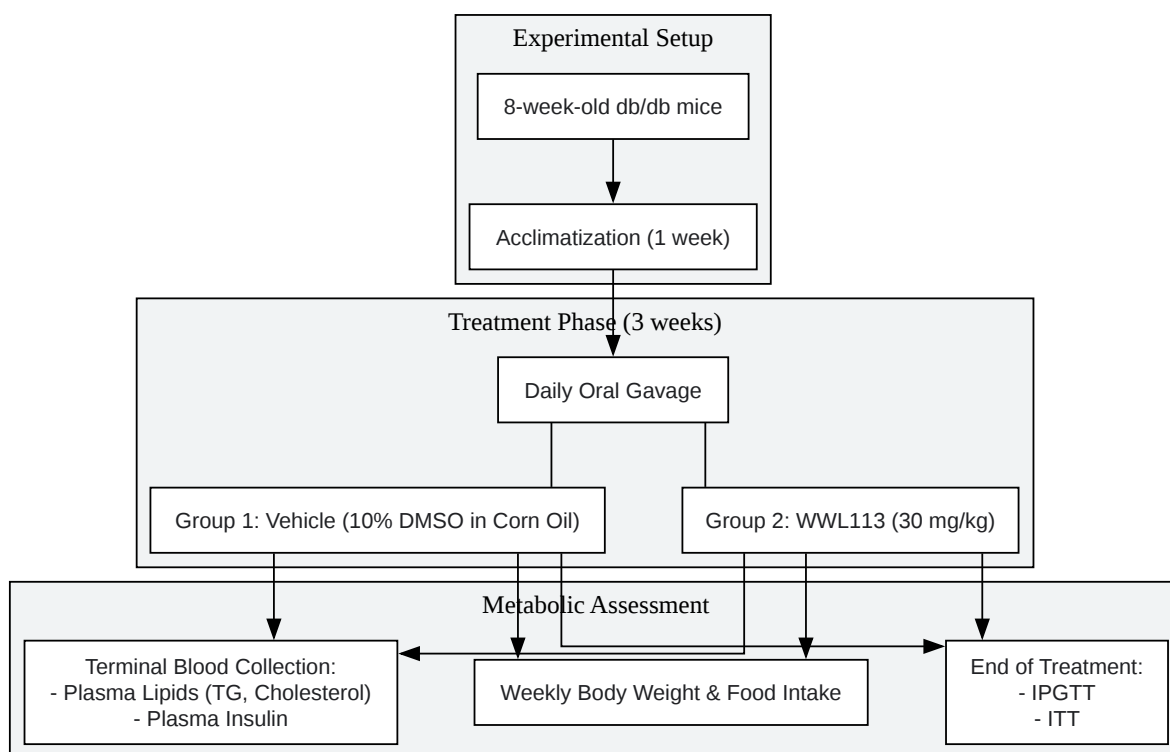 Experimental Setup
8-week-old db/db mice
Acclimatization (1 week)
Treatment Phase (3 weeks)
Daily Oral Gavage
Group 1: Vehicle (10% DMSO in Corn Oil)
Group 2: WWL113 (30 mg/kg)
Metabolic Assessment
Terminal Blood Collection:
- Plasma Lipids (TG, Cholesterol)
- Plasma Insulin
Weekly Body Weight & Food Intake
End of Treatment:
- IPGTT
- ITT